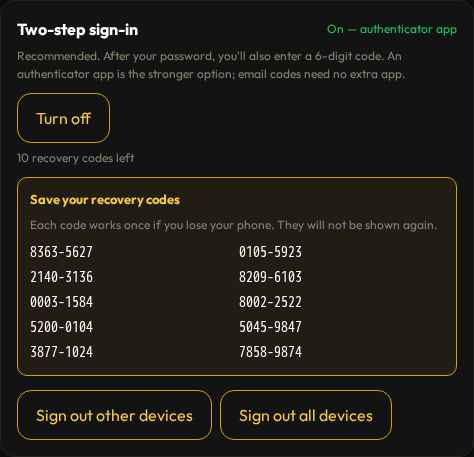 Two-step sign-in
On — authenticator app
Recommended. After your password, you'll also enter a 6-digit code. An
authenticator app is the stronger option; email codes need no extra app.
Turn off
10 recovery codes left
Save your recovery codes
Each code works once if you lose your phone. They will not be shown again.
8363-5627 0105-5923
2140-3136 8209-6103
0003-1584 8002-2522
5200-0104 5045-9847
3877-1024 7858-9874
Sign out other devices Sign out all devices